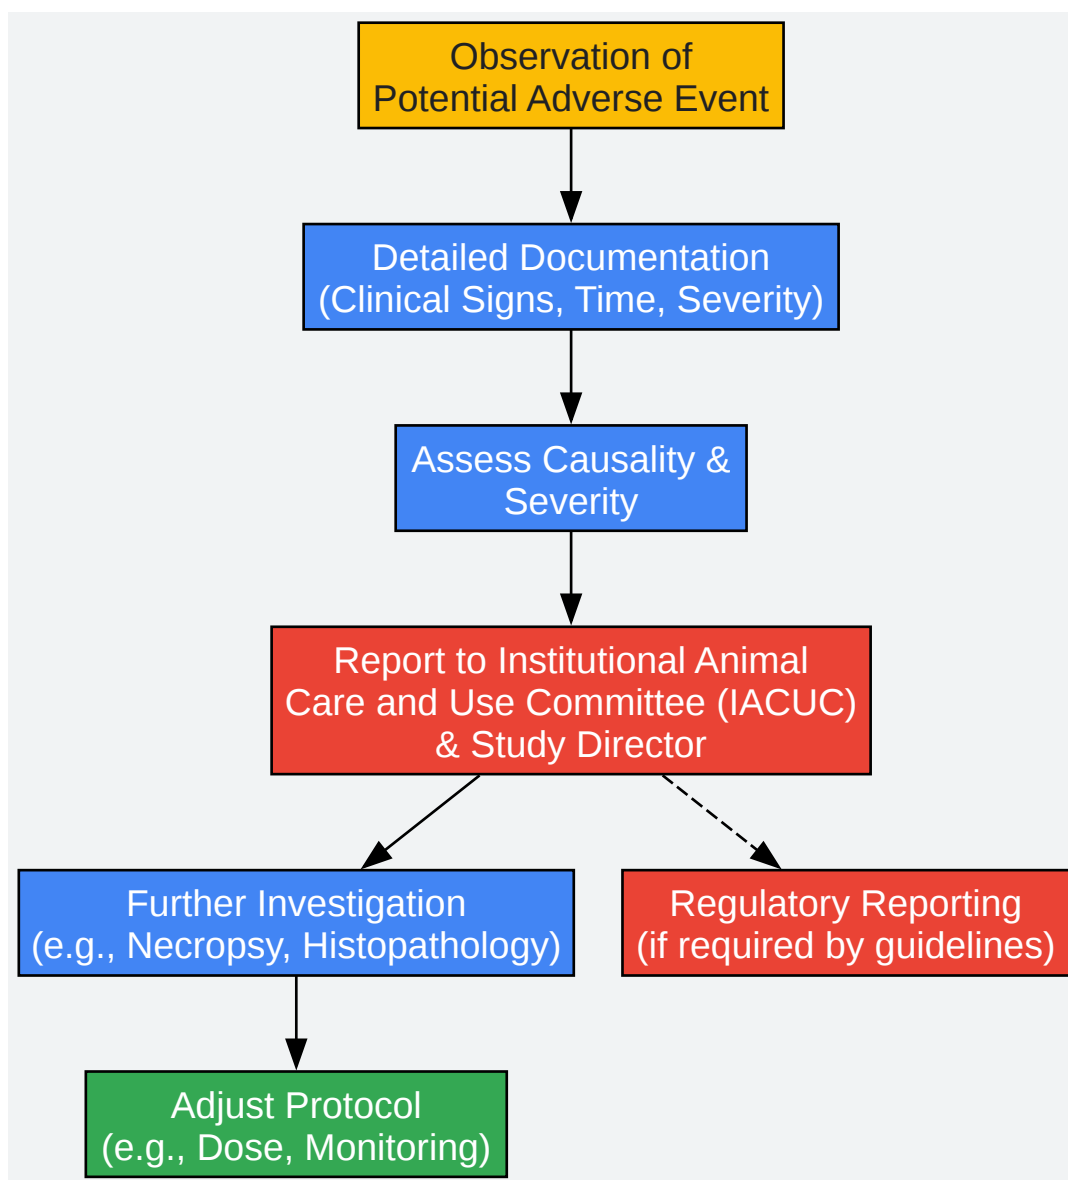 Observation of
Potential Adverse Event
Detailed Documentation
(Clinical Signs, Time, Severity)
Assess Causality &
Severity
Report to Institutional Animal
Care and Use Committee (IACUC)
& Study Director
Further Investigation
(e.g., Necropsy, Histopathology)
Regulatory Reporting
(if required by guidelines)
Adjust Protocol
(e.g., Dose, Monitoring)